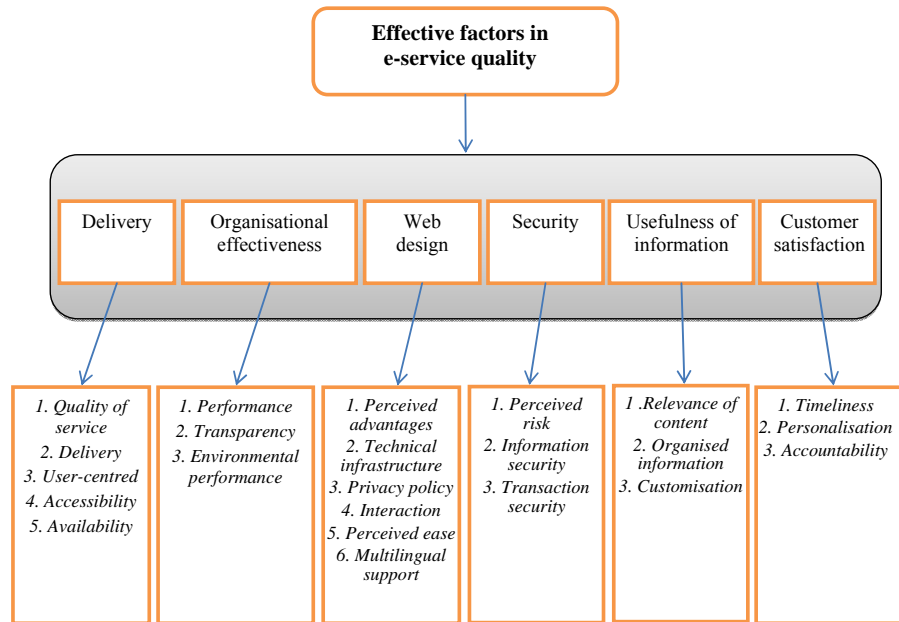 Effective factors in
e-service quality
Delivery
Organisational
effectiveness
Web
design
Security
Usefulness of
information
Customer
satisfaction
1. Quality of
service
2. Delivery
3. User-centred
4. Accessibility
5. Availability
1. Performance
2. Transparency
3. Environmental
performance
1. Perceived
advantages
2. Technical
infrastructure
3. Privacy policy
4. Interaction
5. Perceived ease
6. Multilingual
support
1. Perceived
risk
2. Information
security
3. Transaction
security
1 .Relevance of
content
2. Organised
information
3. Customisation
1. Timeliness
2. Personalisation
3. Accountability